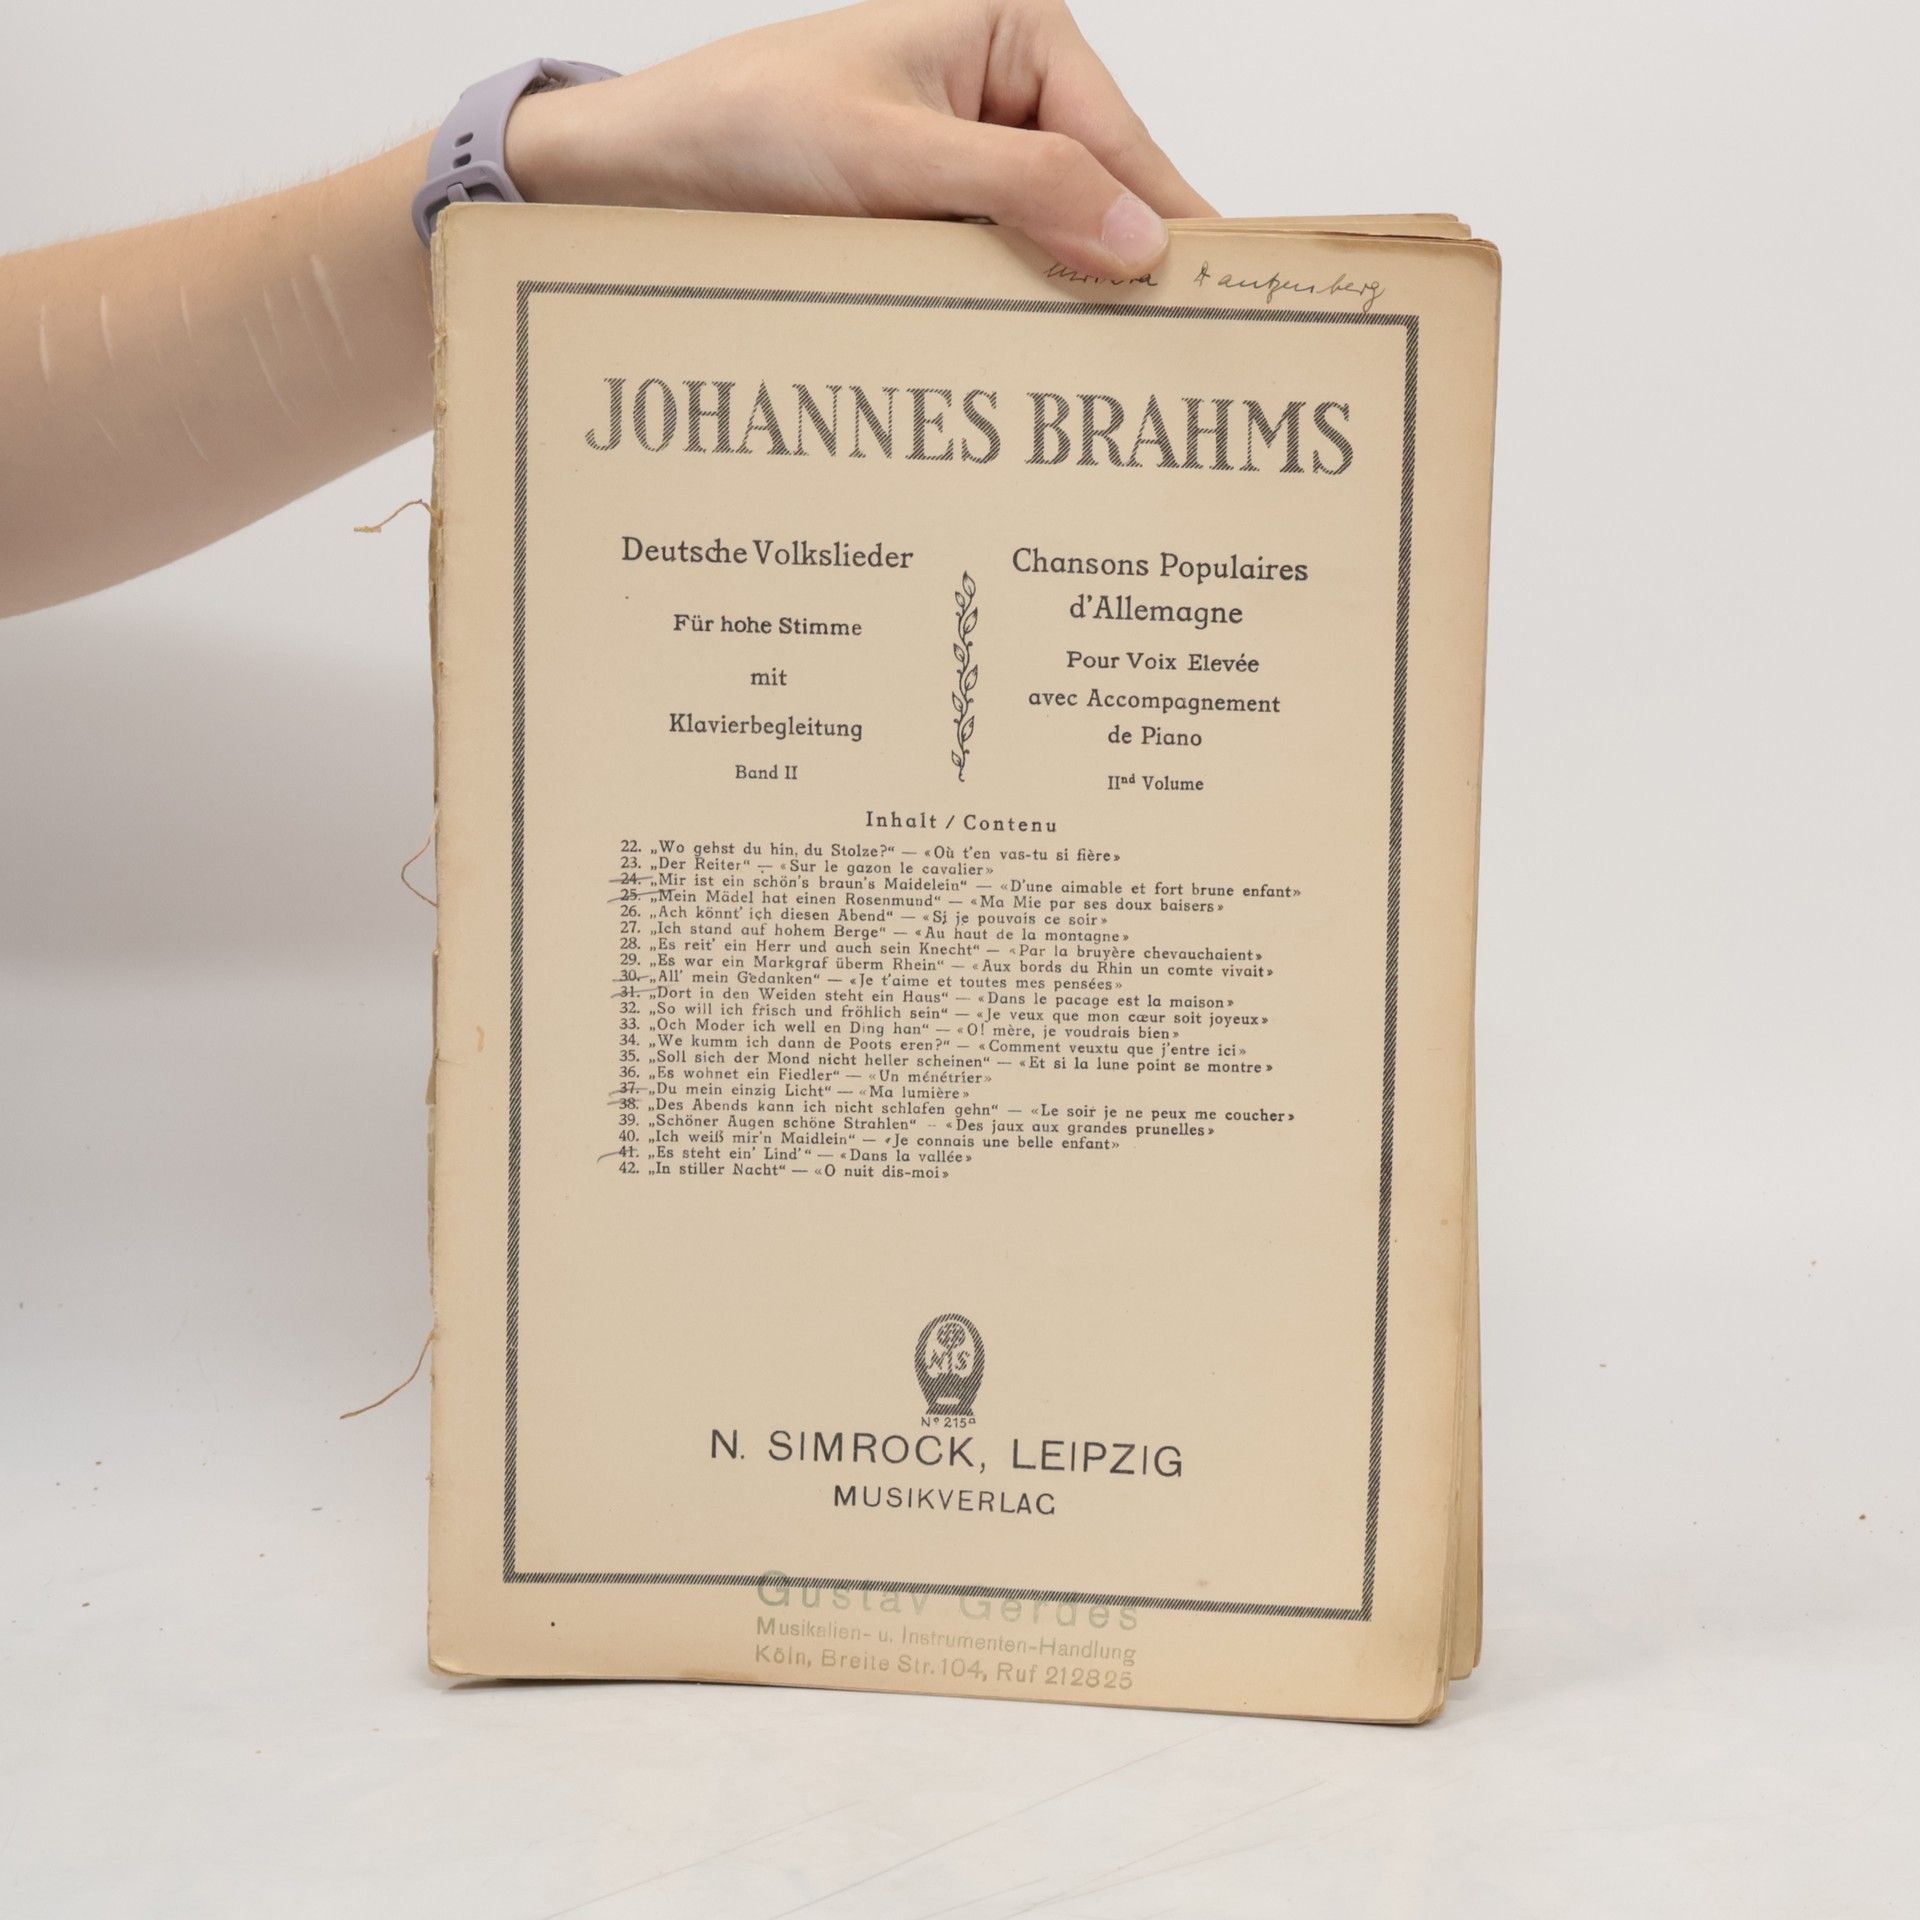 Lantzenberg
JOHANNES BRAHMS
Deutsche Volkslieder
Für hohe Stimme
mit
Klavierbegleitung
Band II
Chansons Populaires
d'Allemagne
Pour Voix Elevée
avec Accompagnement
de Piano
IInd Volume
Inhalt / Contenu
22. „Wo gehst du hin, du Stolze?“ — «Où t'en vas-tu si fière»
23. „Der Reiter“ — «Sur le gazon le cavalier»
24. „Mir ist ein schön's braun's Maidelein“ — «D'une aimable et fort brune enfant»
25. „Mein Mädel hat einen Rosenmund“ — «Ma Mie par ses doux baisers»
26. „Ach könnt' ich diesen Abend“ — «Si je pouvais ce soir»
27. „Ich stand auf hohem Berge“ — «Au haut de la montagne»
28. „Es reit' ein Herr und auch sein Knecht“ — «Par la bruyère chevauchaient»
29. „Es war ein Markgraf überm Rhein“ — «Aux bords du Rhin un comte vivait»
30. „All' mein Gedanken“ — «Je t'aime et toutes mes pensées»
31. „Dort in den Weiden steht ein Haus“ — «Dans le pacage est la maison»
32. „So will ich frisch und fröhlich sein“ — «Je veux que mon cœur soit joyeux»
33. „Och Moder ich well en Ding han“ — «O! mère, je voudrais bien»
34. „We kumm ich dann de Poots eren?“ — «Comment veuxtu que j'entre ici»
35. „Soll sich der Mond nicht heller scheinen“ — «Et si la lune point se montre»
36. „Es wohnet ein Fiedler“ — «Un ménétrier»
37. „Du mein einzig Licht“ — «Ma lumière»
38. „Des Abends kann ich nicht schlafen gehn“ — «Le soir je ne peux me coucher»
39. „Schöner Augen schöne Strahlen“ — «Des jaux aux grandes prunelles»
40. „Ich weiß mir'n Maidlein“ — «Je connais une belle enfant»
41. „Es steht ein' Lind'“ — «Dans la vallée»
42. „In stiller Nacht“ — «O nuit dis-moi»
NS
No 215a
N. SIMROCK, LEIPZIG
MUSIKVERLAG
Gustav Gerdes
Musikalien- u. Instrumenten-Handlung
Köln, Breite Str. 104, Ruf 212825